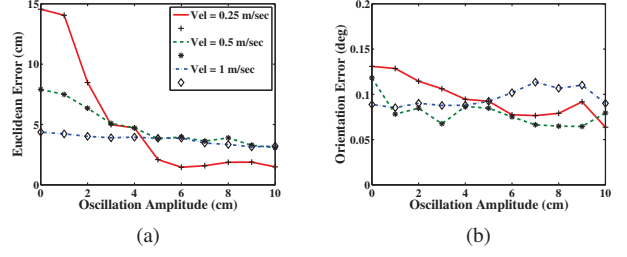 Euclidean Error (cm)
15
10
5
0
Vel = 0.25 m/sec
Vel = 0.5 m/sec
Vel = 1 m/sec
0 2 4 6 8 10
Oscillation Amplitude (cm)
(a)
Orientation Error (deg)
0.2
0.15
0.1
0.05
0
0 2 4 6 8 10
Oscillation Amplitude (cm)
(b)